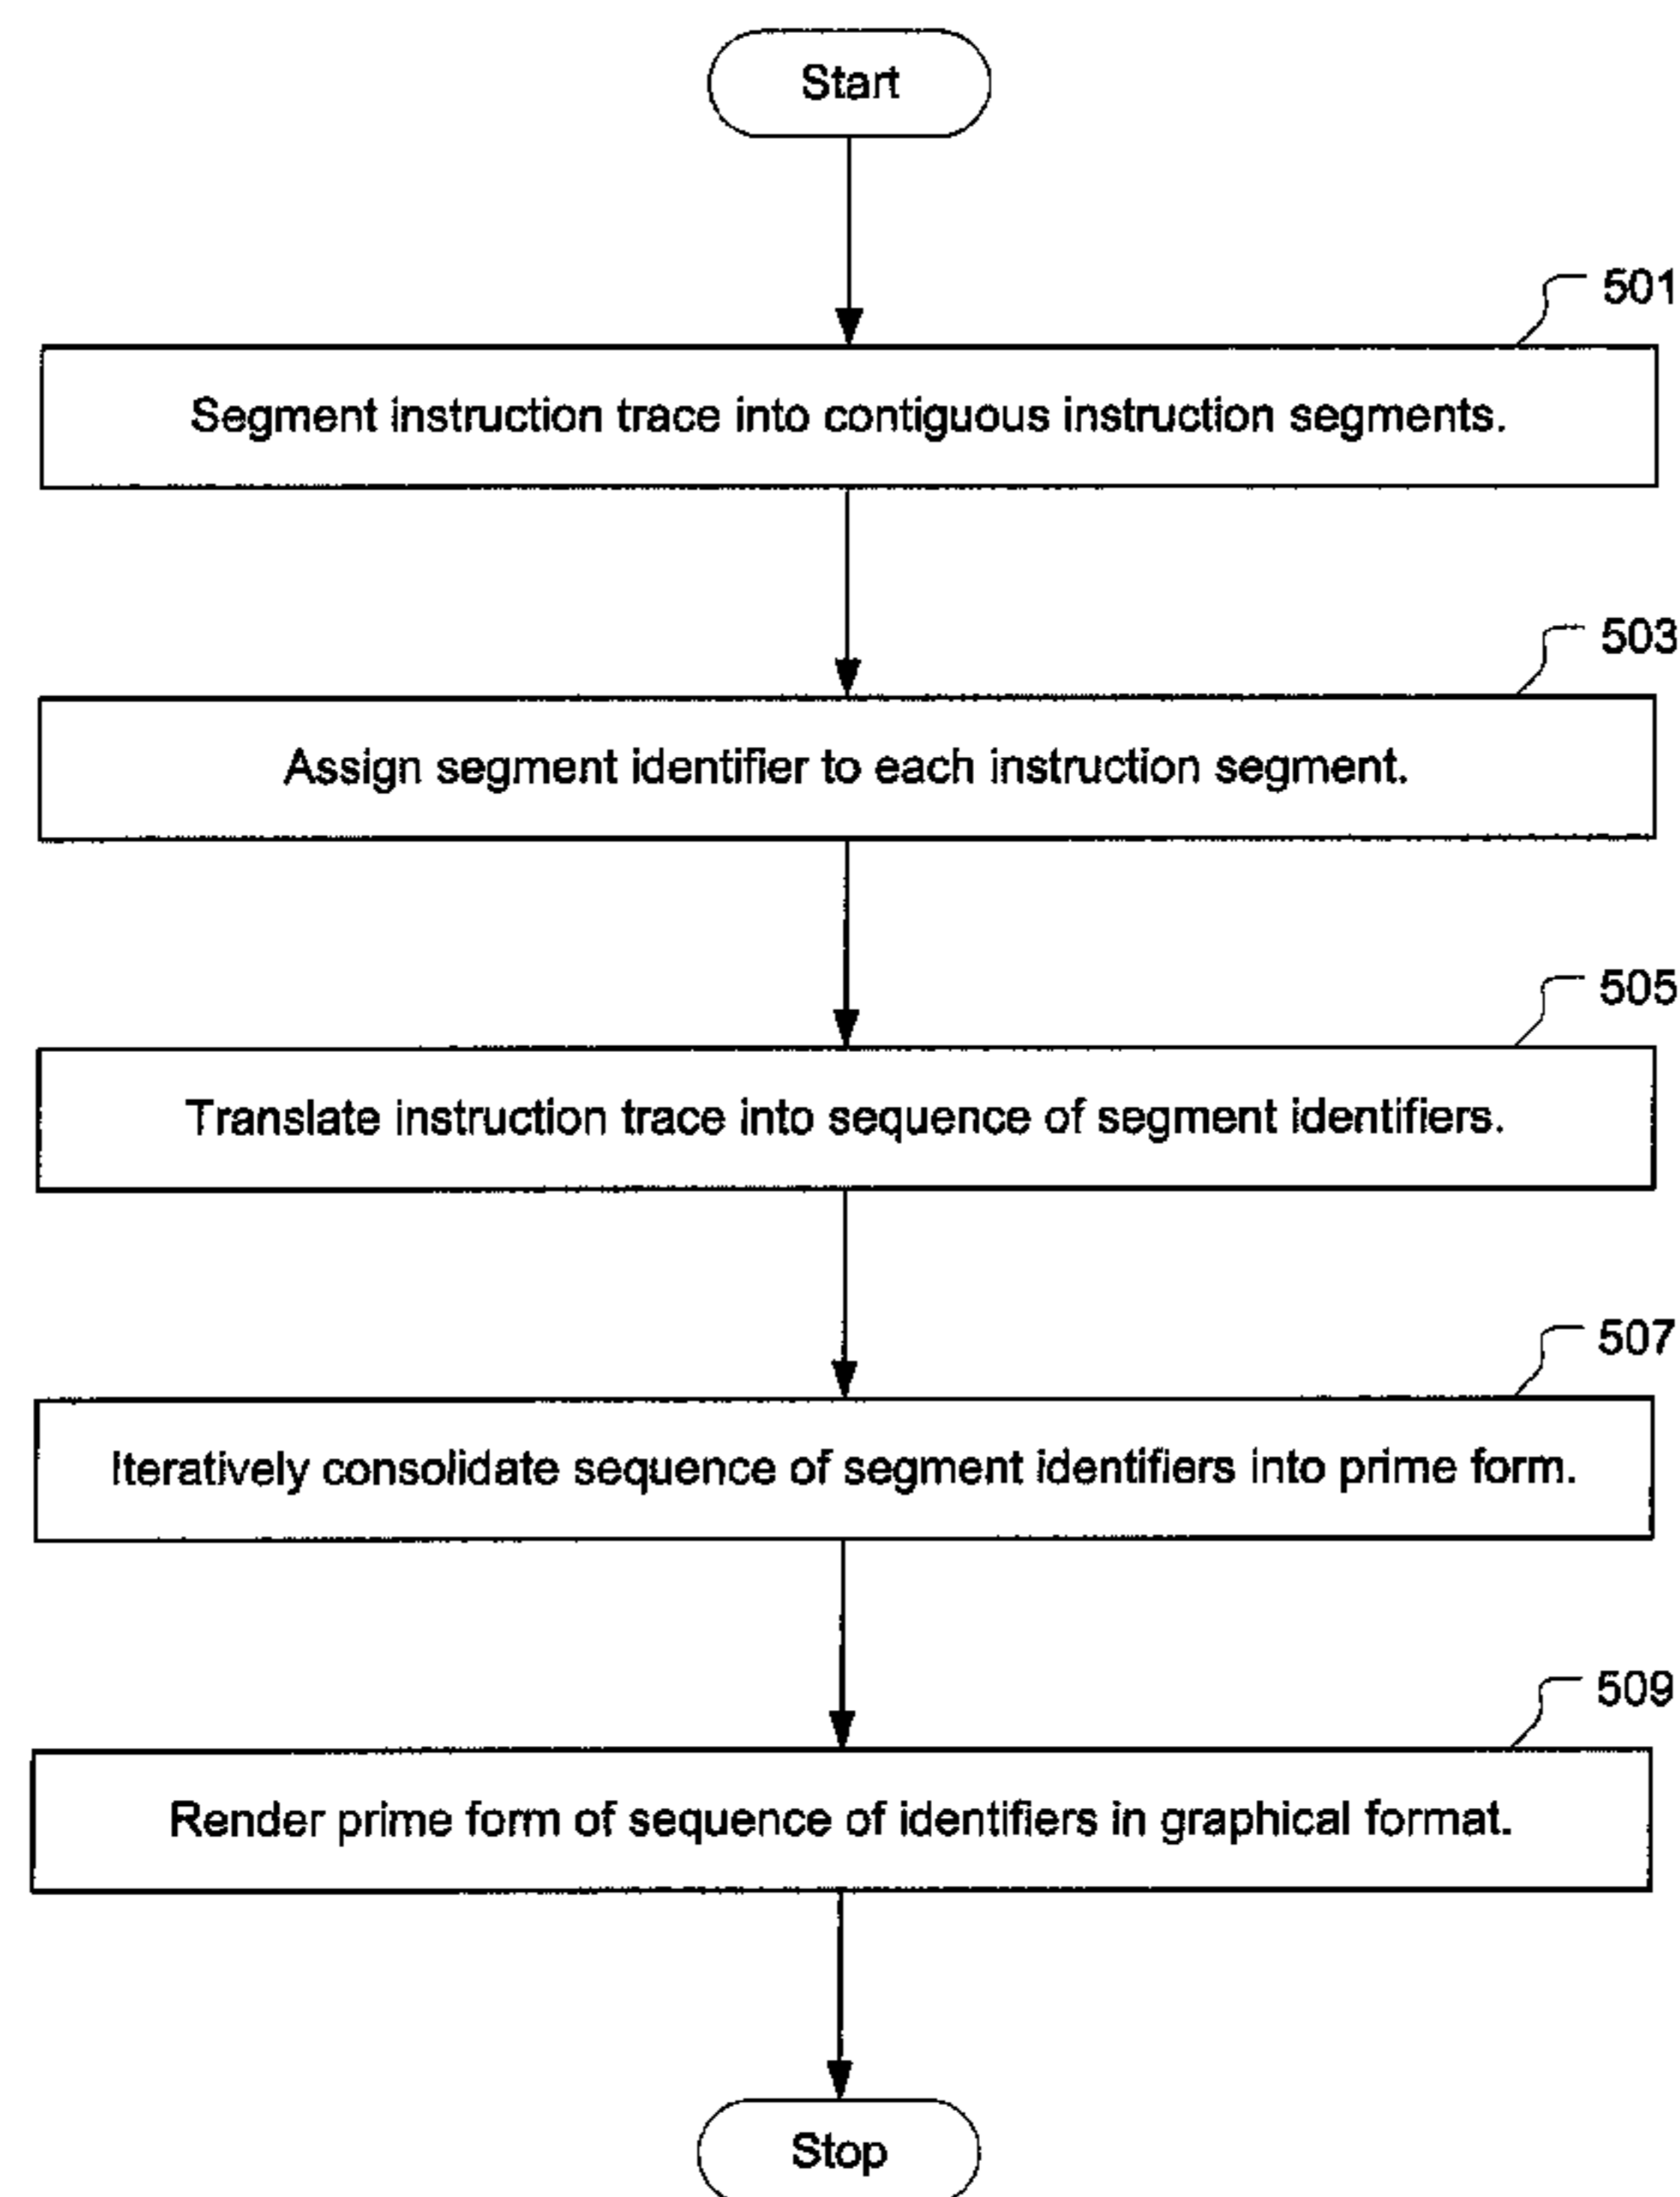 Start
501
Segment instruction trace into contiguous instruction segments.
503
Assign segment identifier to each instruction segment.
505
Translate instruction trace into sequence of segment identifiers.
507
Iteratively consolidate sequence of segment identifiers into prime form.
509
Render prime form of sequence of identifiers in graphical format.
Stop